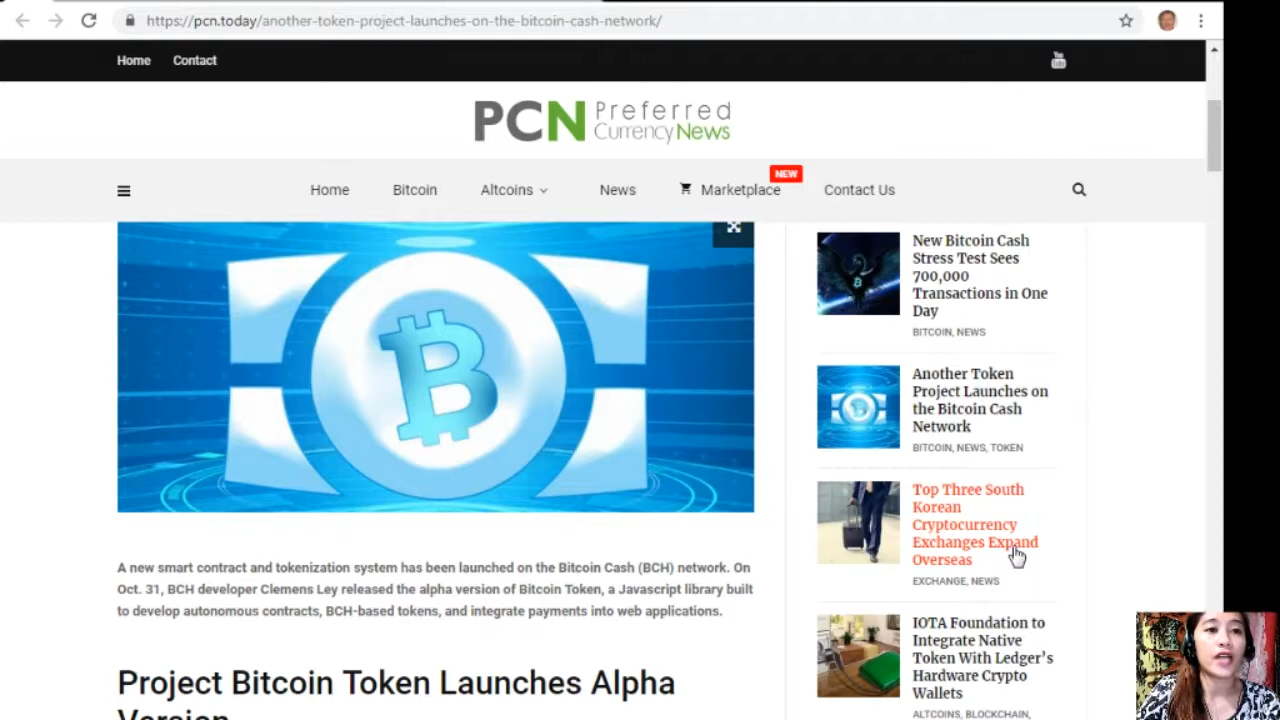 https://pcn.today/another-token-project-launches-on-the-bitcoin-cash-network/
Home Contact
You Tube
PCN Preferred Currency News
Home Bitcoin Altcoins News Marketplace NEW Contact Us
New Bitcoin Cash
Stress Test Sees
700,000
Transactions in One
Day
BITCOIN, NEWS
Another Token
Project Launches on
the Bitcoin Cash
Network
BITCOIN, NEWS, TOKEN
Top Three South
Korean
Cryptocurrency
Exchanges Expand
Overseas
EXCHANGE, NEWS
IOTA Foundation to
Integrate Native
Token With Ledger's
Hardware Crypto
Wallets
ALTCOINS, BLOCKCHAIN,
A new smart contract and tokenization system has been launched on the Bitcoin Cash (BCH) network. On
Oct. 31, BCH developer Clemens Ley released the alpha version of Bitcoin Token, a Javascript library built
to develop autonomous contracts, BCH-based tokens, and integrate payments into web applications.
Project Bitcoin Token Launches Alpha
Version